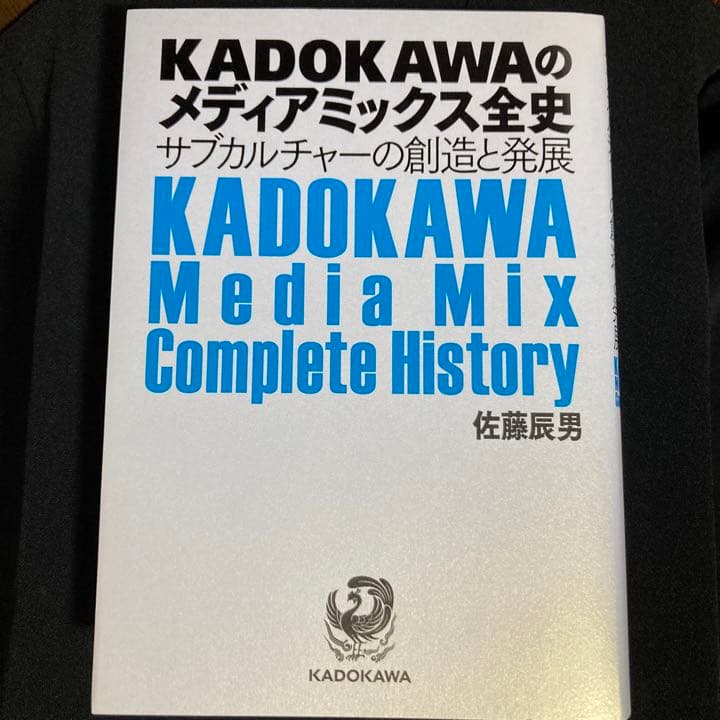 KADOKAWAの
メディアミックス全史
サブカルチャーの創造と発展
KADOKAWA
Media Mix
Complete History
佐藤辰男
KADOKAWA